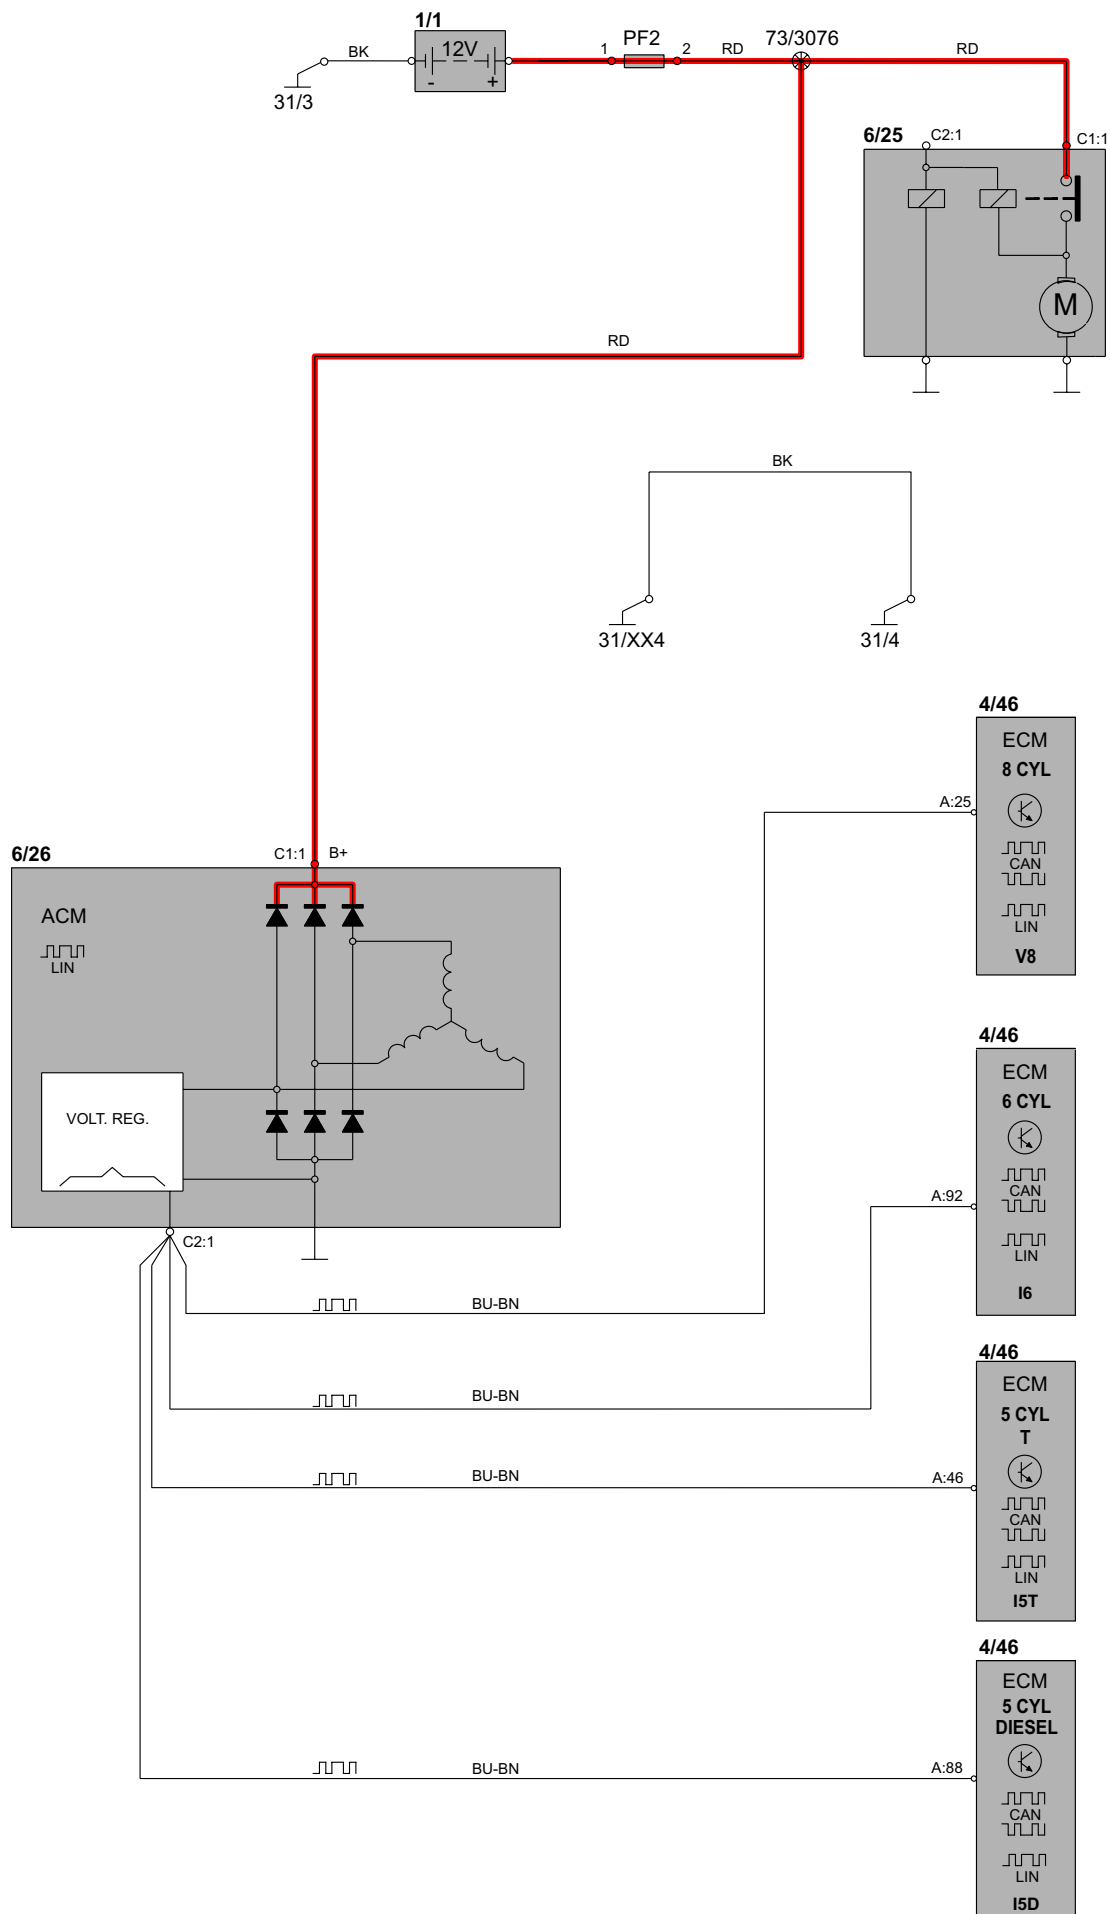 1/1
BK
12V
- +
31/3
1 PF2 2
RD
73/3076
RD
6/25
C2:1
C1:1
M
RD
BK
31/XX4
31/4
4/46
ECM
8 CYL
CAN
LIN
V8
A:25
6/26
C1:1 B+
ACM
LIN
VOLT. REG.
C2:1
4/46
ECM
6 CYL
CAN
LIN
I6
A:92
BU-BN
BU-BN
BU-BN
A:46
4/46
ECM
5 CYL
T
CAN
LIN
I5T
4/46
ECM
5 CYL
DIESEL
CAN
LIN
I5D
BU-BN
A:88